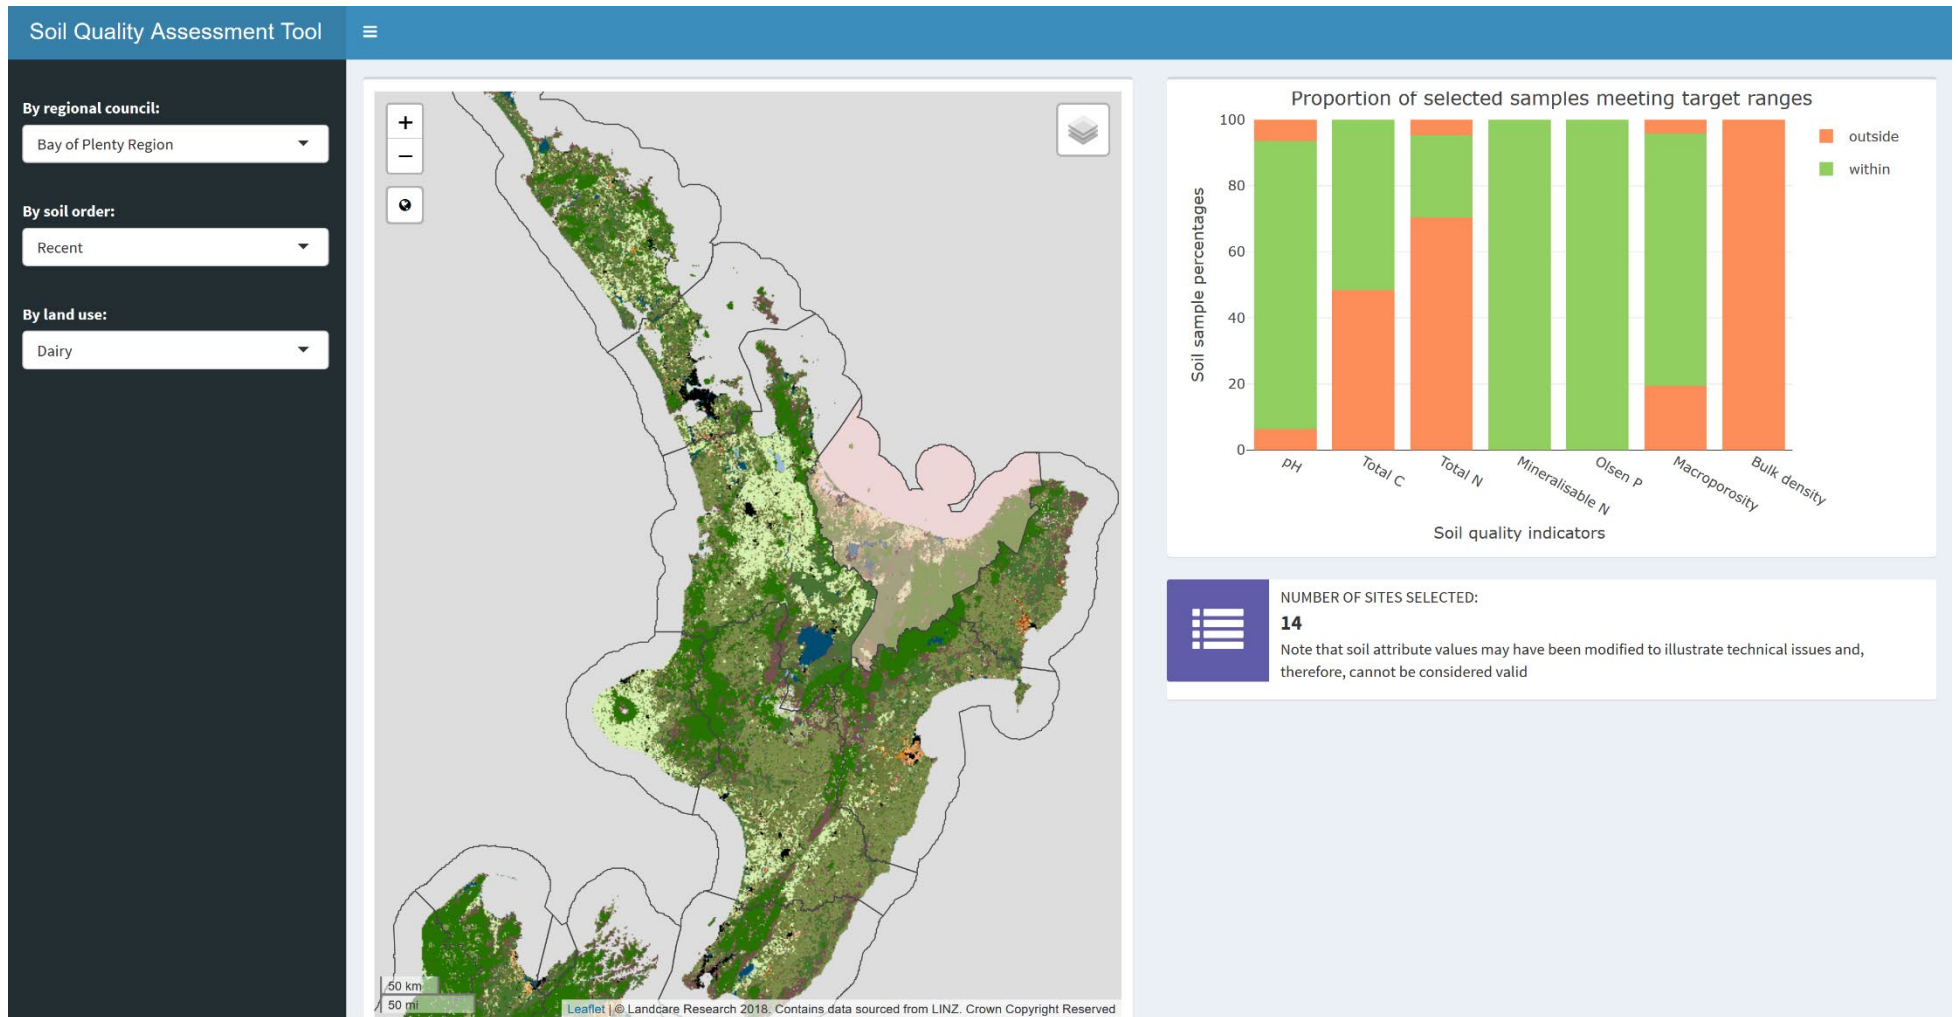 Soil Quality Assessment Tool
By regional council:
Bay of Plenty Region
By soil order:
Recent
By land use:
Dairy
+
−
50 km
50 mi
Leaflet | © Landcare Research 2018. Contains data sourced from LINZ. Crown Copyright Reserved
Proportion of selected samples meeting target ranges
100
80
60
40
20
0
Soil sample percentages
pH
Total C
Total N
Mineralisable N
Olsen P
Macroporosity
Bulk density
Soil quality indicators
outside
within
NUMBER OF SITES SELECTED:
14
Note that soil attribute values may have been modified to illustrate technical issues and,
therefore, cannot be considered valid